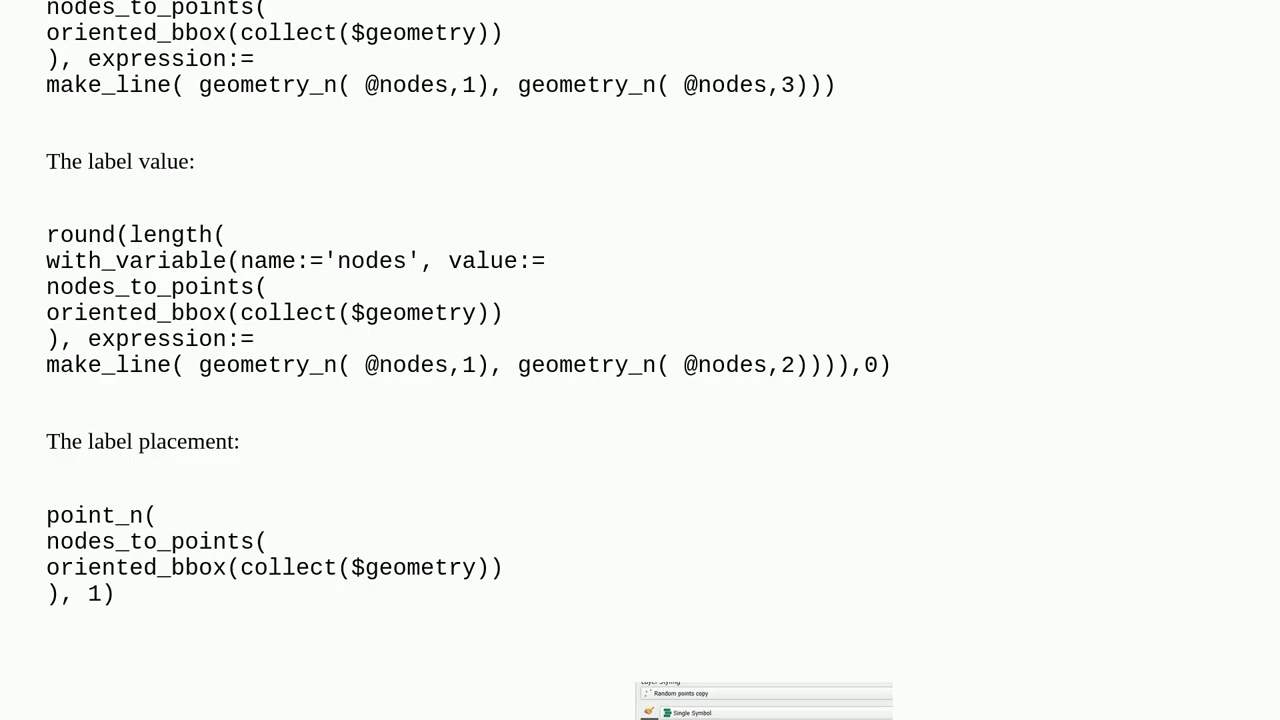 nodes_to_points(
oriented_bbox(collect($geometry))
), expression:=
make_line( geometry_n( @nodes,1), geometry_n( @nodes,3)))
The label value:
round(length(
with_variable(name:='nodes', value:=
nodes_to_points(
oriented_bbox(collect($geometry))
), expression:=
make_line( geometry_n( @nodes,1), geometry_n( @nodes,2)))),0)
The label placement:
point_n(
nodes_to_points(
oriented_bbox(collect($geometry))
), 1)
Layer Styling
Random points copy
Single Symbol